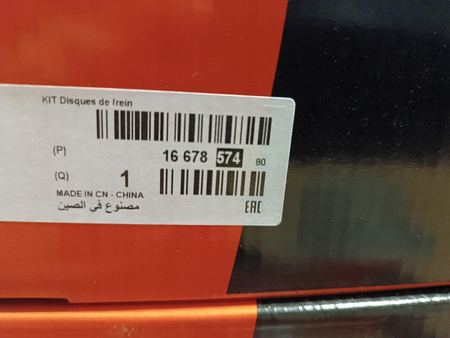 KIT Disques de frein
(P) 16 678 574 80
(Q) 1
MADE IN CN - CHINA
مصنوع في الصين
EAC